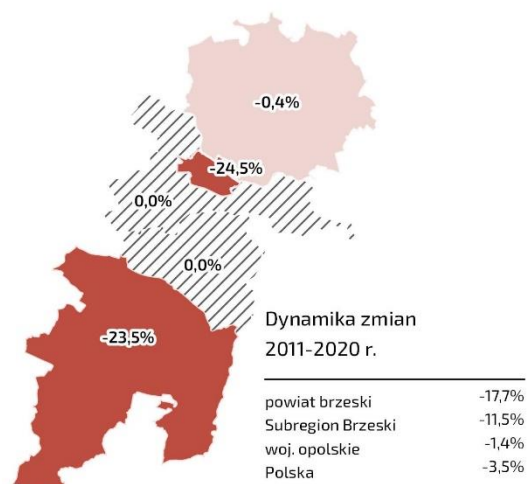 -0,4%
-24,5%
0,0%
0,0%
-23,5%
Dynamika zmian
2011-2020 r.
powiat brzeski -17,7%
Subregion Brzeski -11,5%
woj. opolskie -1,4%
Polska -3,5%